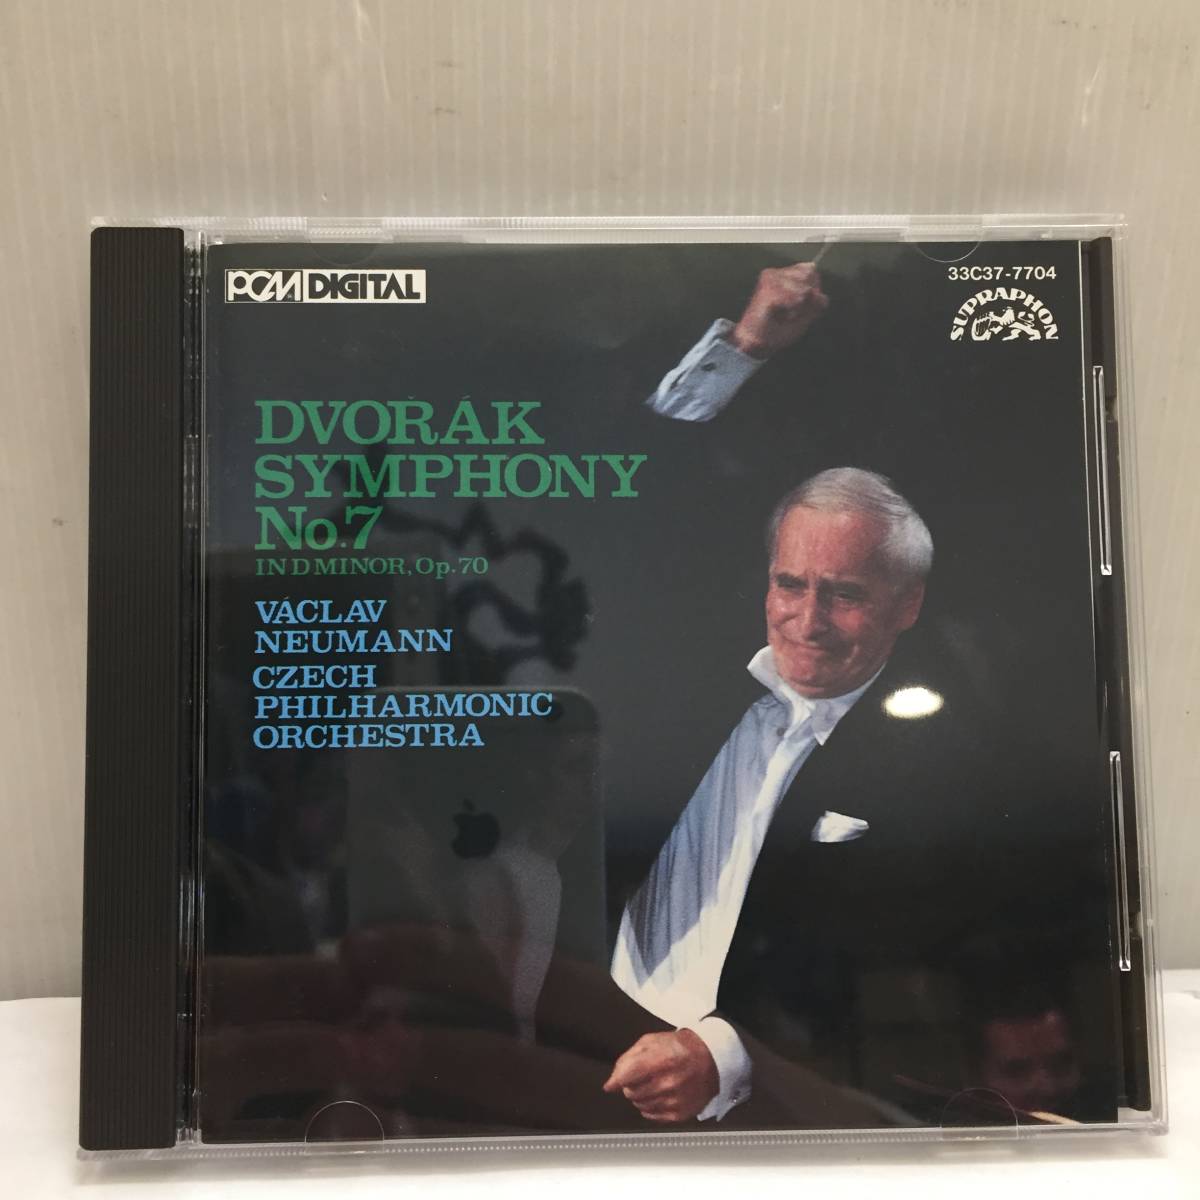 PCM DIGITAL
33C37-7704
SUPRAPHON
DVOŘÁK
SYMPHONY
No.7
IN D MINOR, Op.70
VÁCLAV
NEUMANN
CZECH
PHILHARMONIC
ORCHESTRA